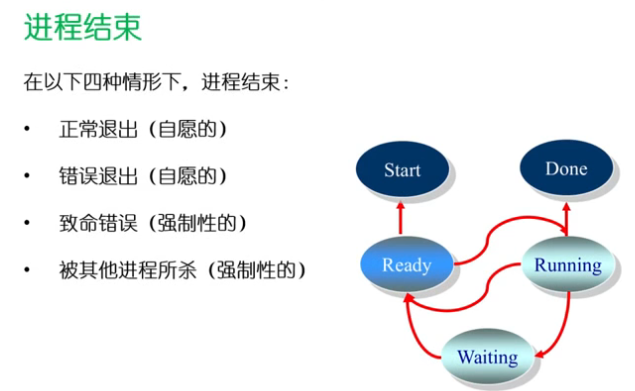 进程结束
在以下四种情形下，进程结束：
• 正常退出（自愿的）
• 错误退出（自愿的）
• 致命错误（强制性的）
• 被其他进程所杀（强制性的）
Start
Done
Ready
Running
Waiting